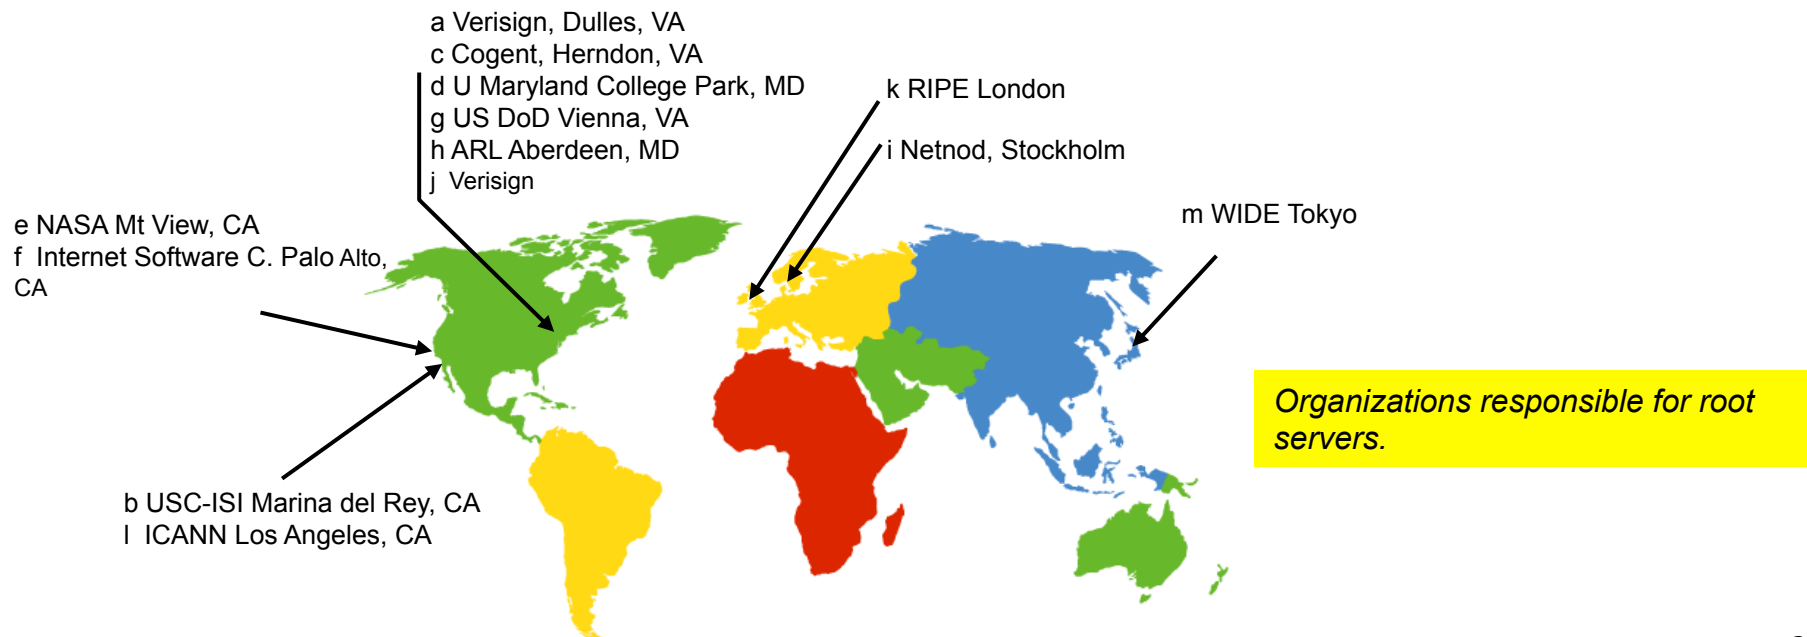 a Verisign, Dulles, VA
c Cogent, Herndon, VA
d U Maryland College Park, MD
g US DoD Vienna, VA
h ARL Aberdeen, MD
j Verisign
k RIPE London
i Netnod, Stockholm
m WIDE Tokyo
e NASA Mt View, CA
f Internet Software C. Palo Alto,
CA
b USC-ISI Marina del Rey, CA
l ICANN Los Angeles, CA
Organizations responsible for root
servers.